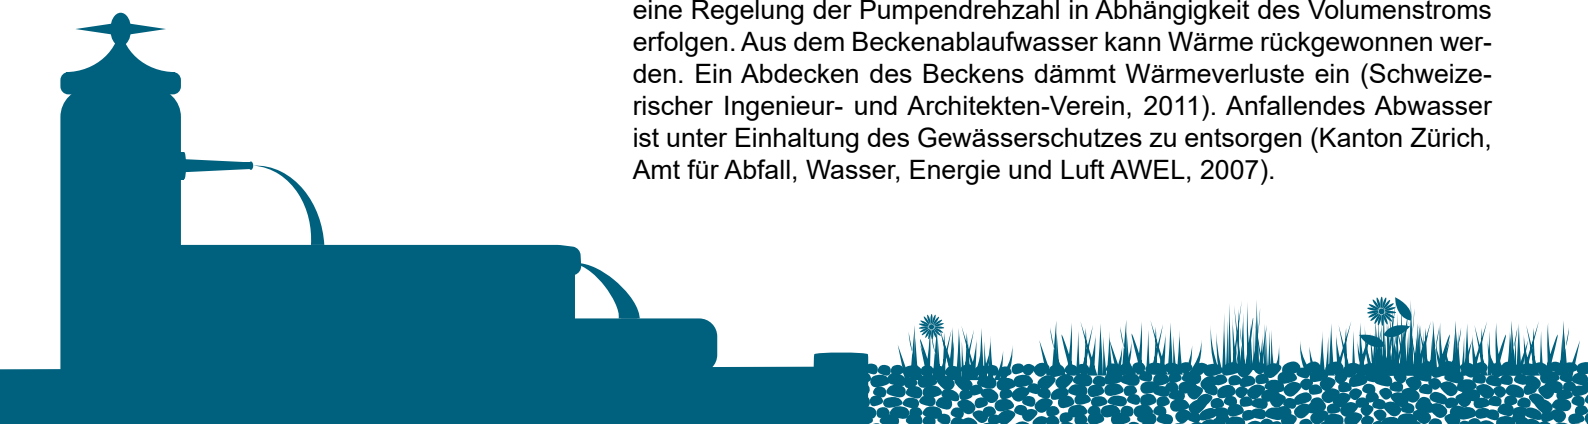 eine Regelung der Pumpendrehzahl in Abhängigkeit des Volumenstroms
erfolgen. Aus dem Beckenablaufwasser kann Wärme rückgewonnen wer-
den. Ein Abdecken des Beckens dämmt Wärmeverluste ein (Schweize-
rischer Ingenieur- und Architekten-Verein, 2011). Anfallendes Abwasser
ist unter Einhaltung des Gewässerschutzes zu entsorgen (Kanton Zürich,
Amt für Abfall, Wasser, Energie und Luft AWEL, 2007).